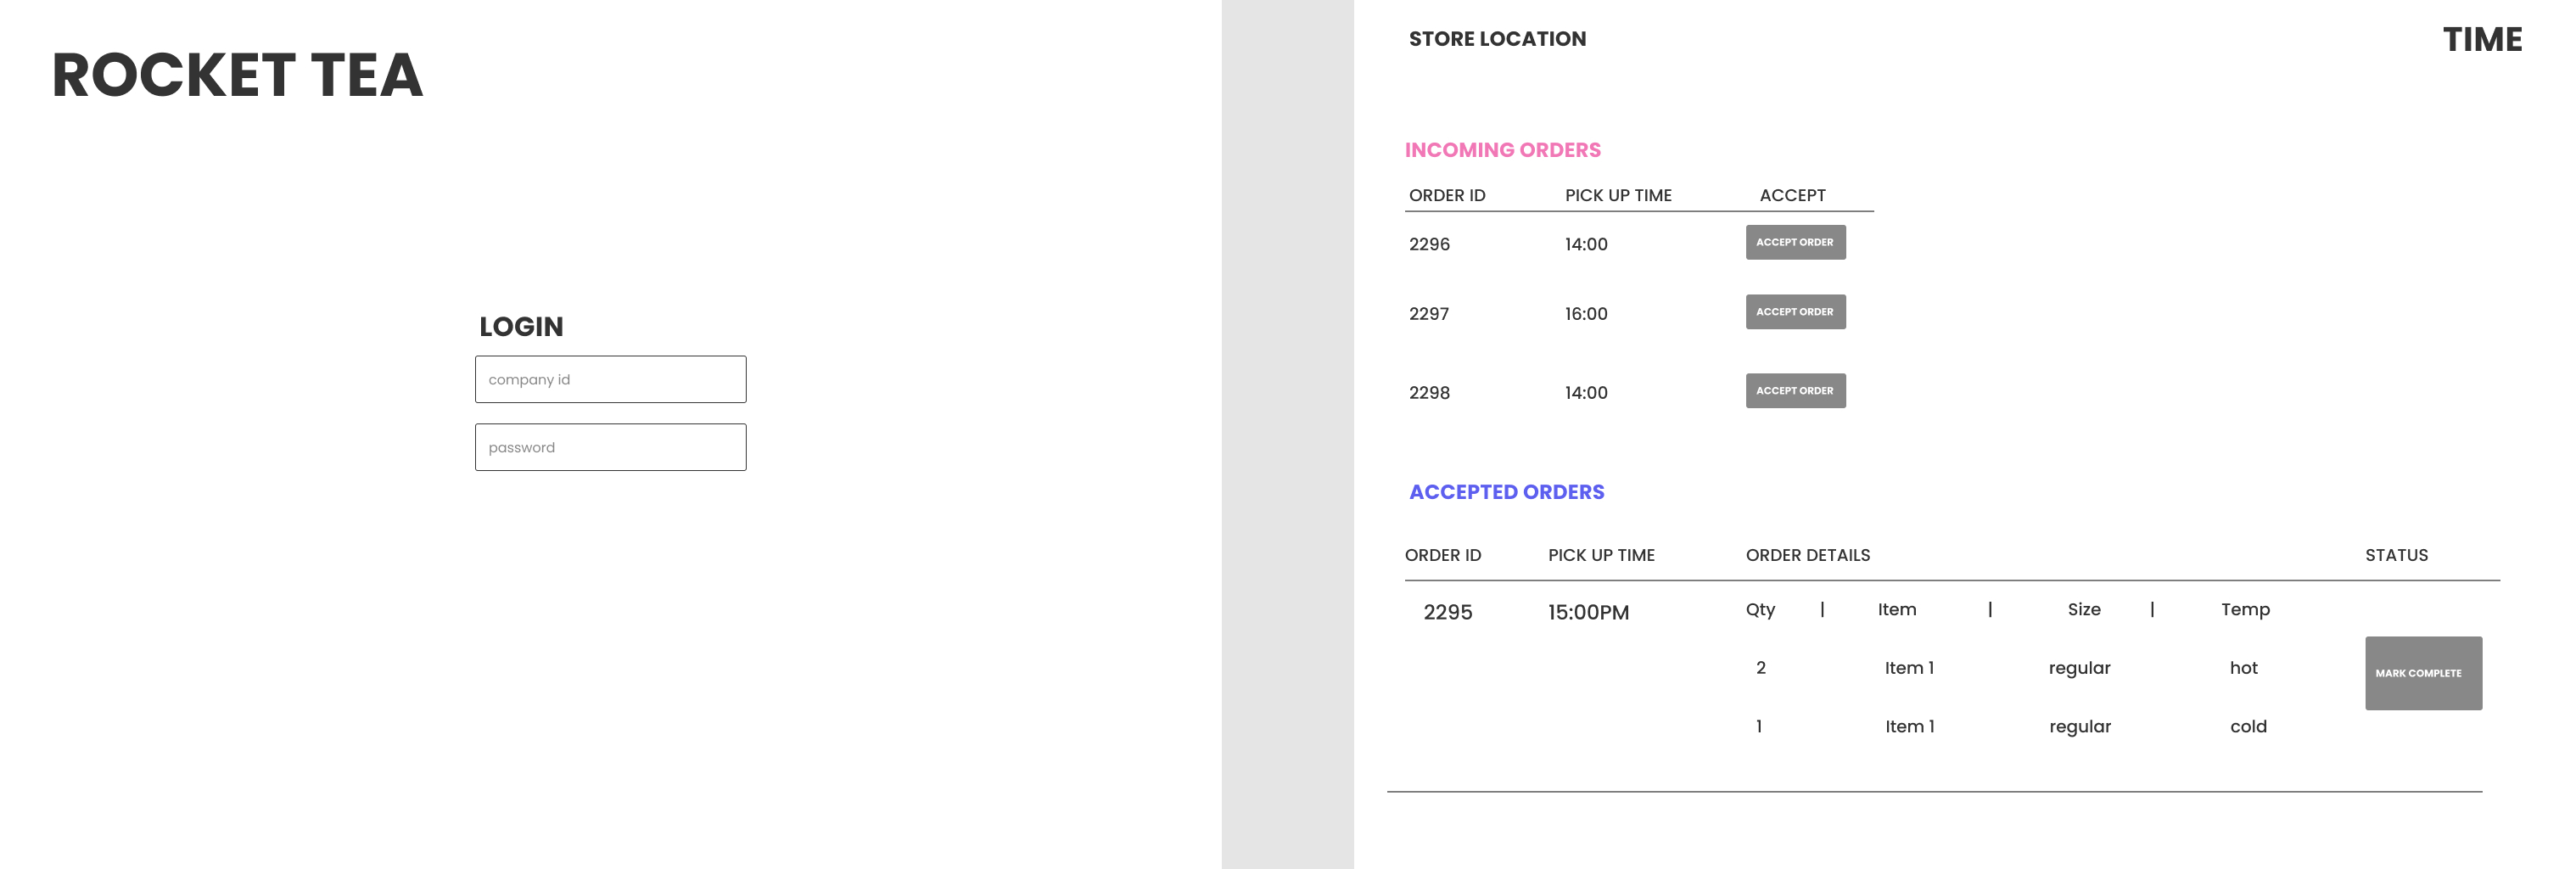 ROCKET TEA
LOGIN
company id
password
STORE LOCATION
TIME
INCOMING ORDERS
ORDER ID PICK UP TIME ACCEPT
2296 14:00 ACCEPT ORDER
2297 16:00 ACCEPT ORDER
2298 14:00 ACCEPT ORDER
ACCEPTED ORDERS
ORDER ID PICK UP TIME ORDER DETAILS STATUS
2295 15:00PM Qty | Item | Size | Temp
2 Item 1 regular hot
MARK COMPLETE
1 Item 1 regular cold